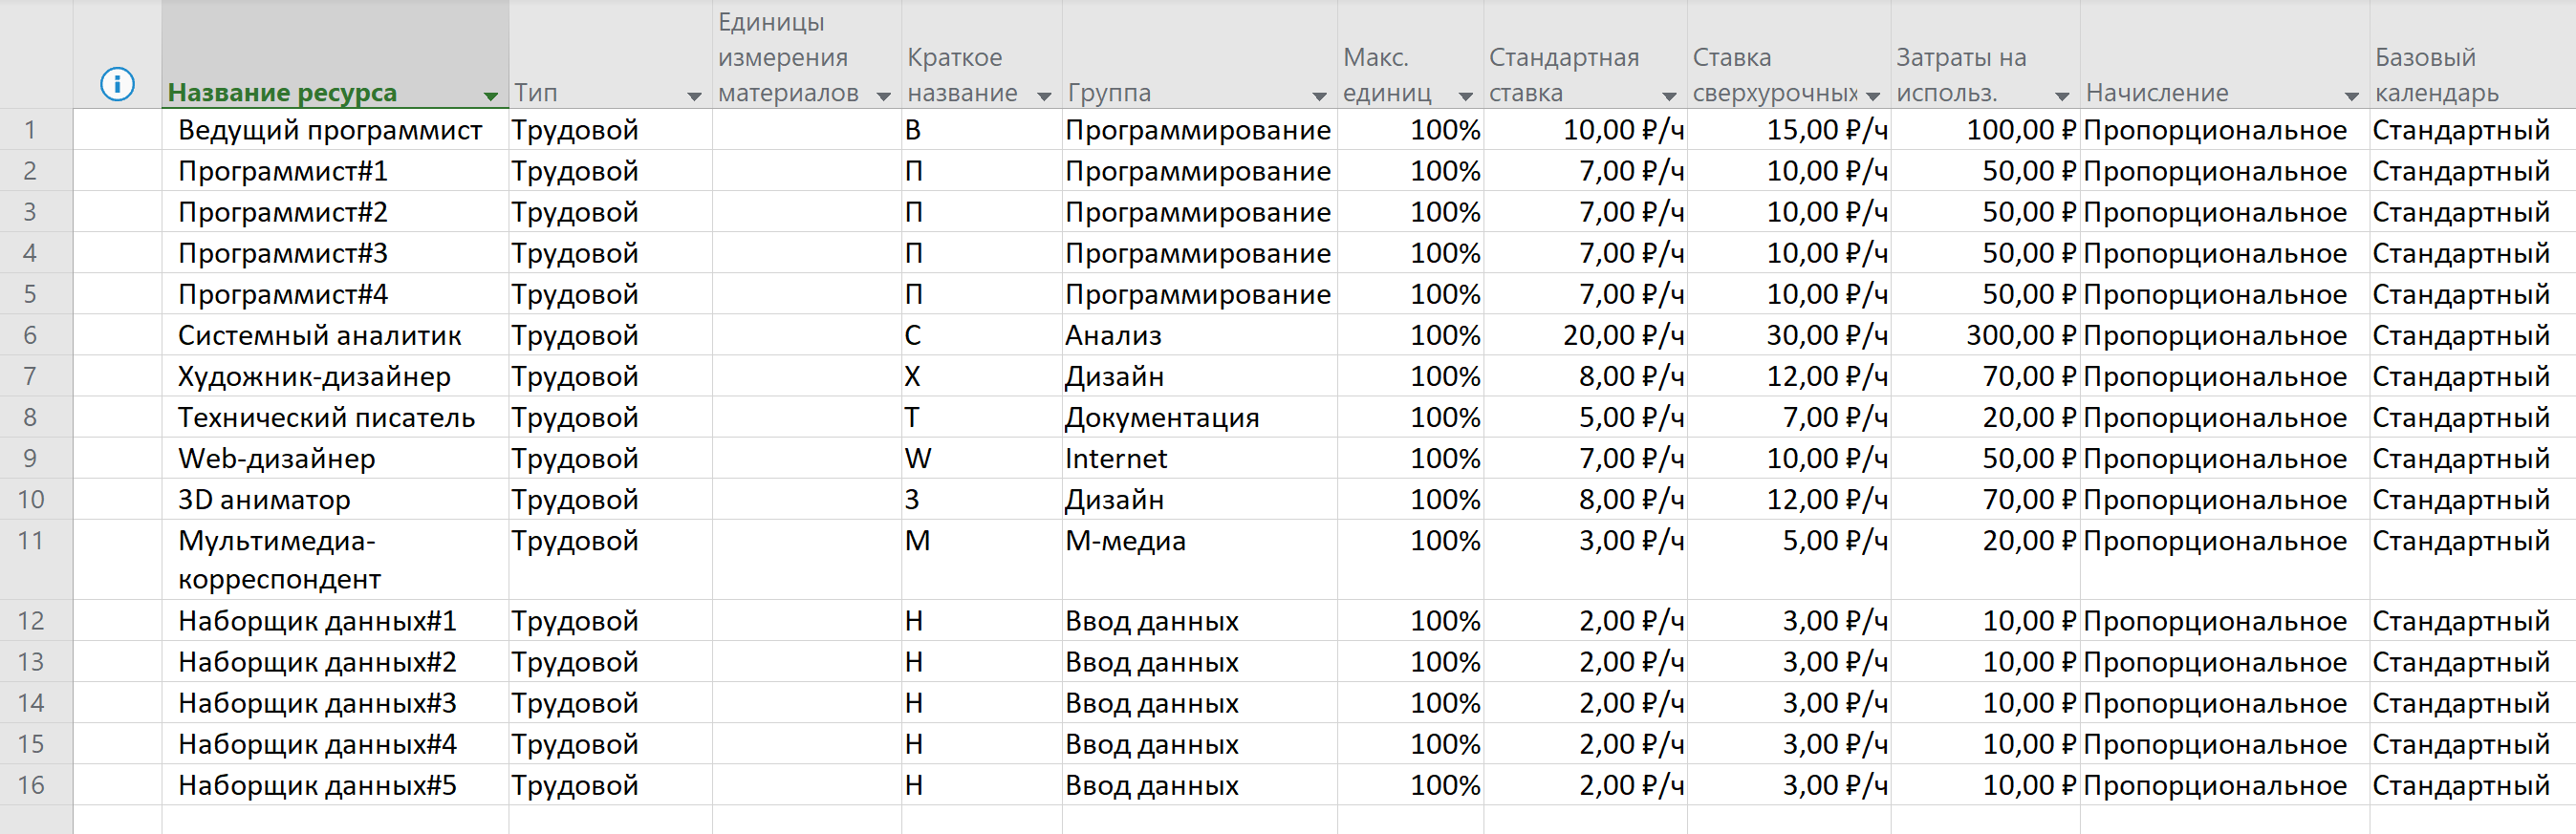 Название ресурса Тип Единицы измерения материалов Краткое название Группа Макс. единиц Стандартная ставка Ставка сверхурочных Затраты на использ. Начисление Базовый календарь
1 Ведущий программист Трудовой В Программирование 100% 10,00 ₽/ч 15,00 ₽/ч 100,00 ₽ Пропорциональное Стандартный
2 Программист#1 Трудовой П Программирование 100% 7,00 ₽/ч 10,00 ₽/ч 50,00 ₽ Пропорциональное Стандартный
3 Программист#2 Трудовой П Программирование 100% 7,00 ₽/ч 10,00 ₽/ч 50,00 ₽ Пропорциональное Стандартный
4 Программист#3 Трудовой П Программирование 100% 7,00 ₽/ч 10,00 ₽/ч 50,00 ₽ Пропорциональное Стандартный
5 Программист#4 Трудовой П Программирование 100% 7,00 ₽/ч 10,00 ₽/ч 50,00 ₽ Пропорциональное Стандартный
6 Системный аналитик Трудовой С Анализ 100% 20,00 ₽/ч 30,00 ₽/ч 300,00 ₽ Пропорциональное Стандартный
7 Художник-дизайнер Трудовой Х Дизайн 100% 8,00 ₽/ч 12,00 ₽/ч 70,00 ₽ Пропорциональное Стандартный
8 Технический писатель Трудовой Т Документация 100% 5,00 ₽/ч 7,00 ₽/ч 20,00 ₽ Пропорциональное Стандартный
9 Web-дизайнер Трудовой W Internet 100% 7,00 ₽/ч 10,00 ₽/ч 50,00 ₽ Пропорциональное Стандартный
10 3D аниматор Трудовой 3 Дизайн 100% 8,00 ₽/ч 12,00 ₽/ч 70,00 ₽ Пропорциональное Стандартный
11 Мультимедиа-корреспондент Трудовой М М-медиа 100% 3,00 ₽/ч 5,00 ₽/ч 20,00 ₽ Пропорциональное Стандартный
12 Наборщик данных#1 Трудовой Н Ввод данных 100% 2,00 ₽/ч 3,00 ₽/ч 10,00 ₽ Пропорциональное Стандартный
13 Наборщик данных#2 Трудовой Н Ввод данных 100% 2,00 ₽/ч 3,00 ₽/ч 10,00 ₽ Пропорциональное Стандартный
14 Наборщик данных#3 Трудовой Н Ввод данных 100% 2,00 ₽/ч 3,00 ₽/ч 10,00 ₽ Пропорциональное Стандартный
15 Наборщик данных#4 Трудовой Н Ввод данных 100% 2,00 ₽/ч 3,00 ₽/ч 10,00 ₽ Пропорциональное Стандартный
16 Наборщик данных#5 Трудовой Н Ввод данных 100% 2,00 ₽/ч 3,00 ₽/ч 10,00 ₽ Пропорциональное Стандартный